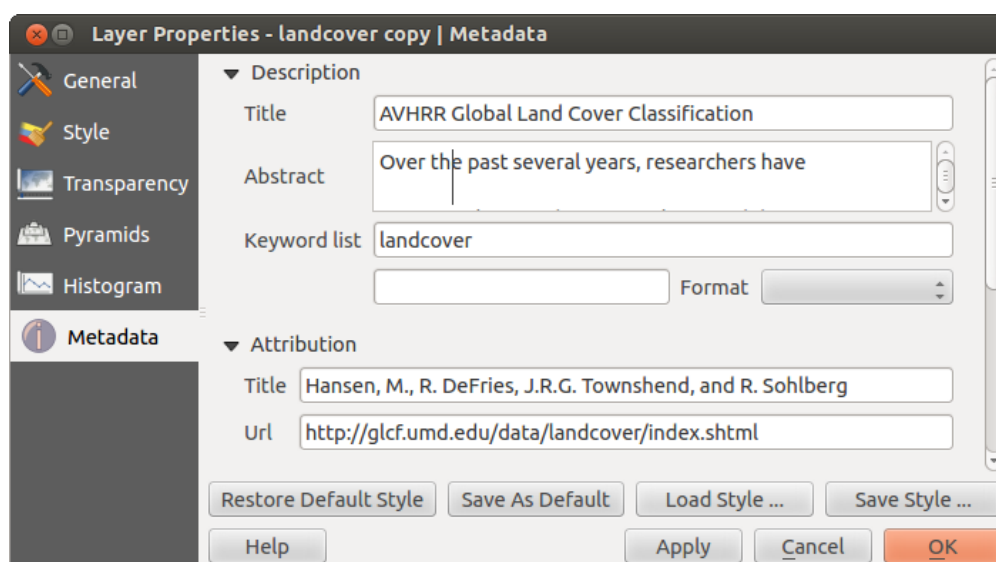 Layer Properties - landcover copy | Metadata
General
Style
Transparency
Pyramids
Histogram
Metadata
Description
Title AVHRR Global Land Cover Classification
Abstract Over the past several years, researchers have
Keyword list landcover
Format
Attribution
Title Hansen, M., R. DeFries, J.R.G. Townshend, and R. Sohlberg
Url http://glcf.umd.edu/data/landcover/index.shtml
Restore Default Style Save As Default Load Style ... Save Style ...
Help Apply Cancel OK